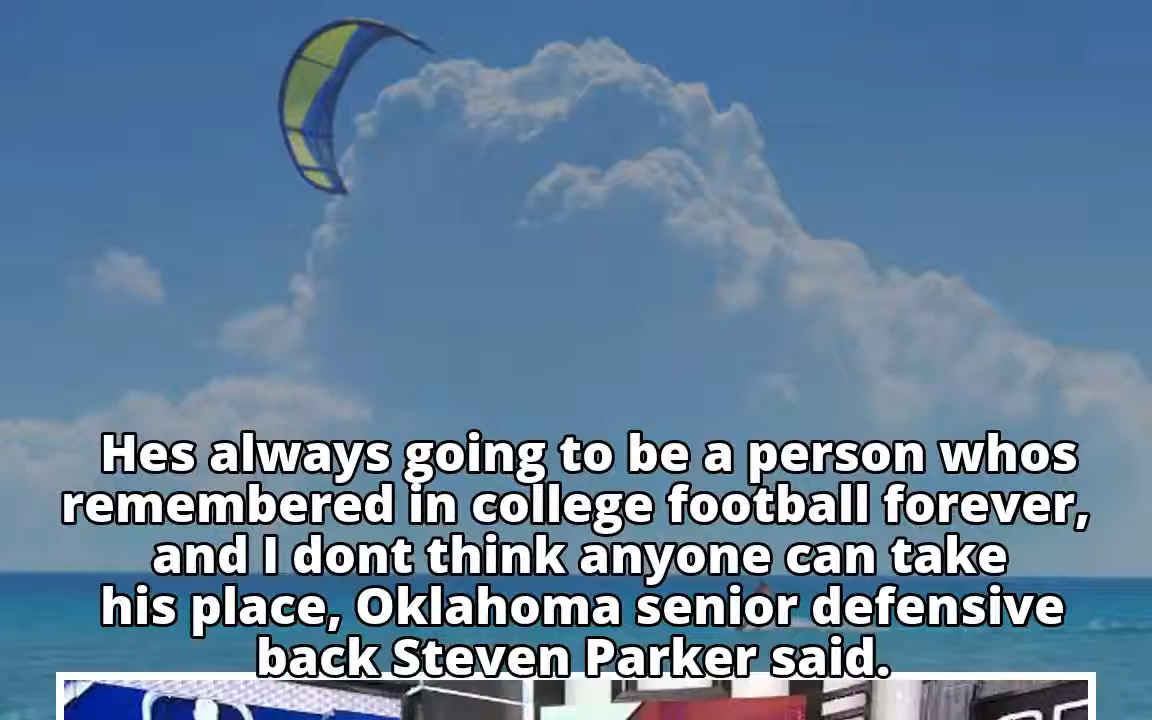 Hes always going to be a person whos
remembered in college football forever,
and I dont think anyone can take
his place, Oklahoma senior defensive
back Steven Parker said.